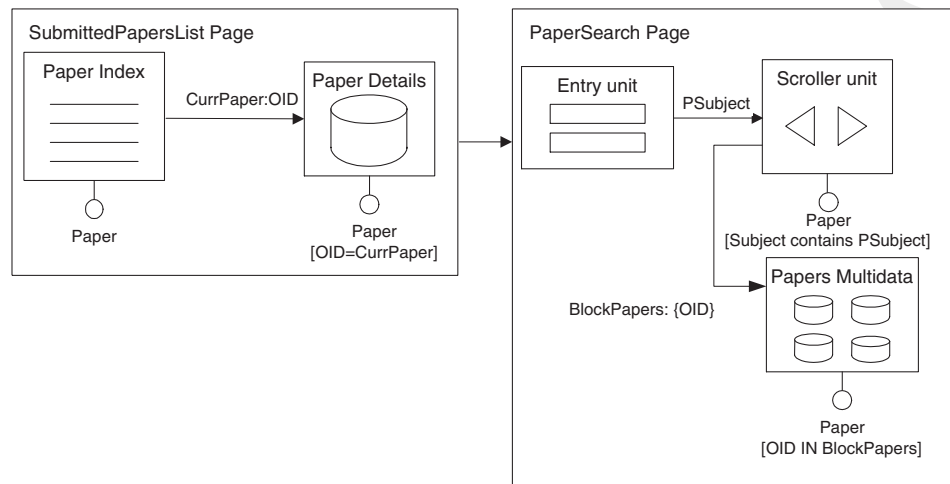 SubmittedPapersList Page
Paper Index
CurrPaper:OID
Paper Details
Paper
Paper
[OID=CurrPaper]
PaperSearch Page
Entry unit
PSubject
Scroller unit
Paper
[Subject contains PSubject]
BlockPapers: {OID}
Papers Multidata
Paper
[OID IN BlockPapers]